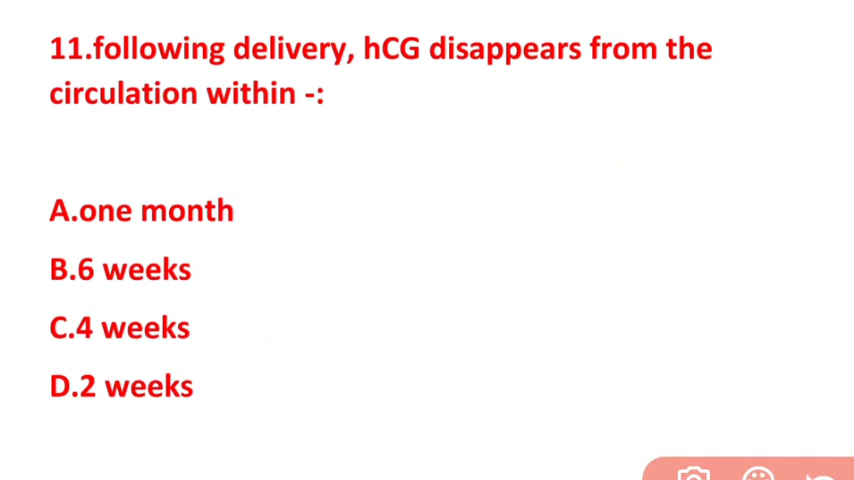 11.following delivery, hCG disappears from the
circulation within -:
A.one month
B.6 weeks
C.4 weeks
D.2 weeks